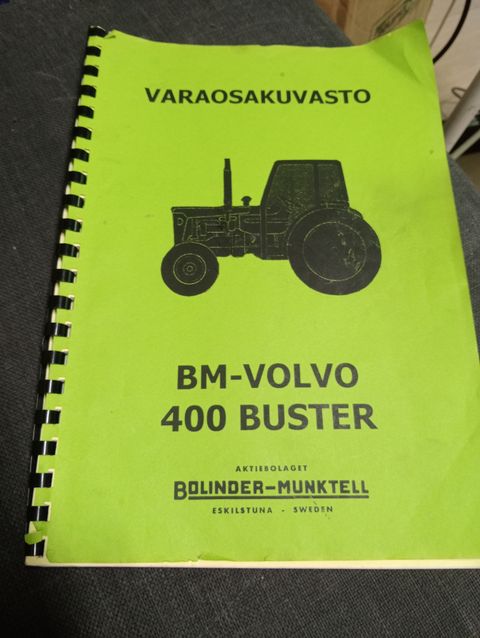 VARAOSAKUVASTO
BM-VOLVO
400 BUSTER
AKTIEBOLAGET
BOLINDER-MUNKTELL
ESKILSTUNA - SWEDEN